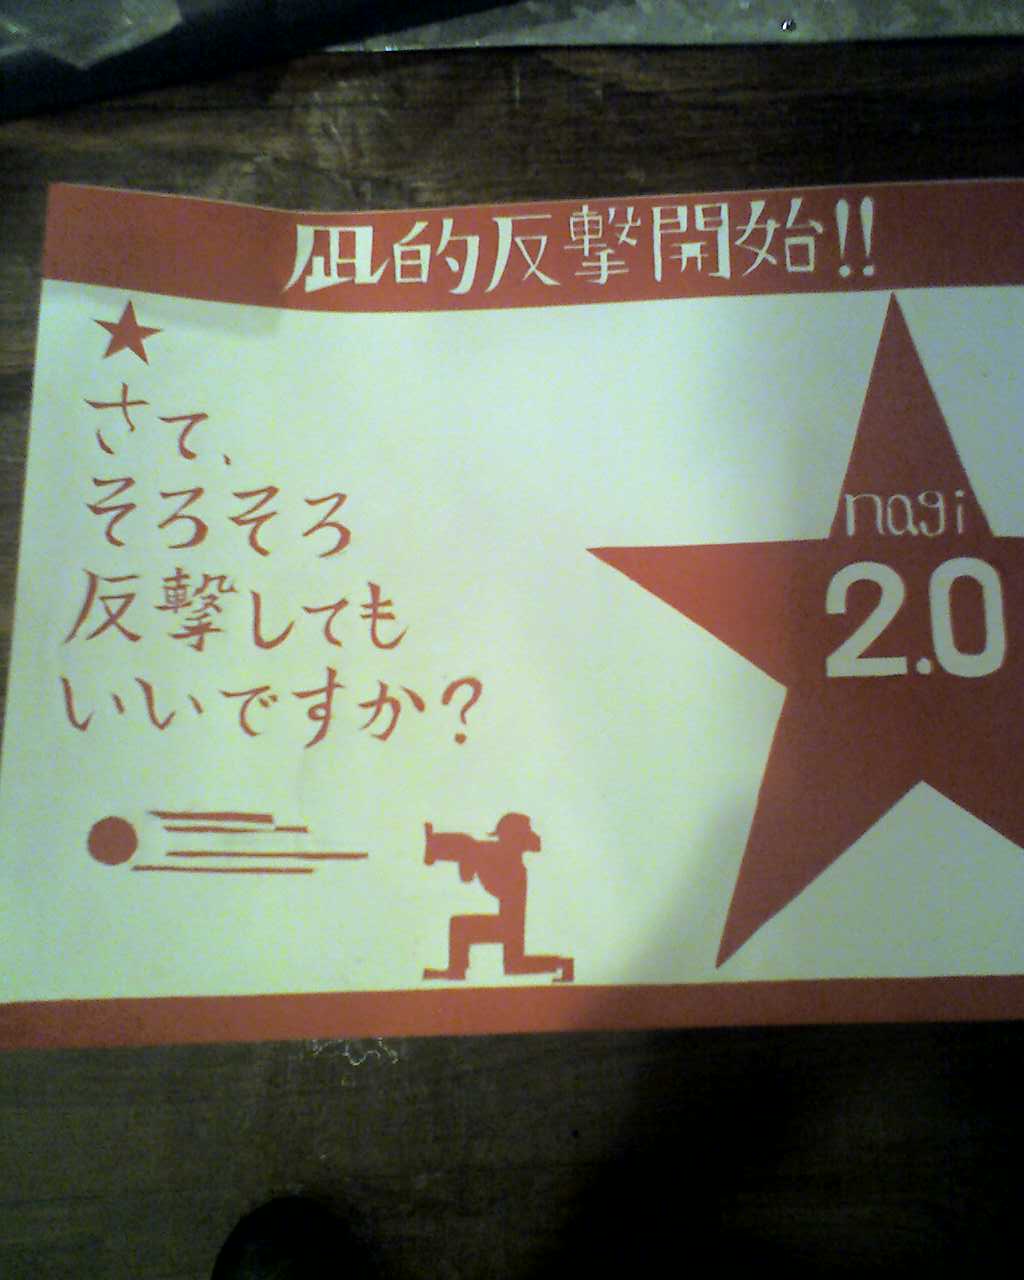 凪的反撃開始!!
さて、
そろそろ
反撃しても
いいですか?
nagi
2.0